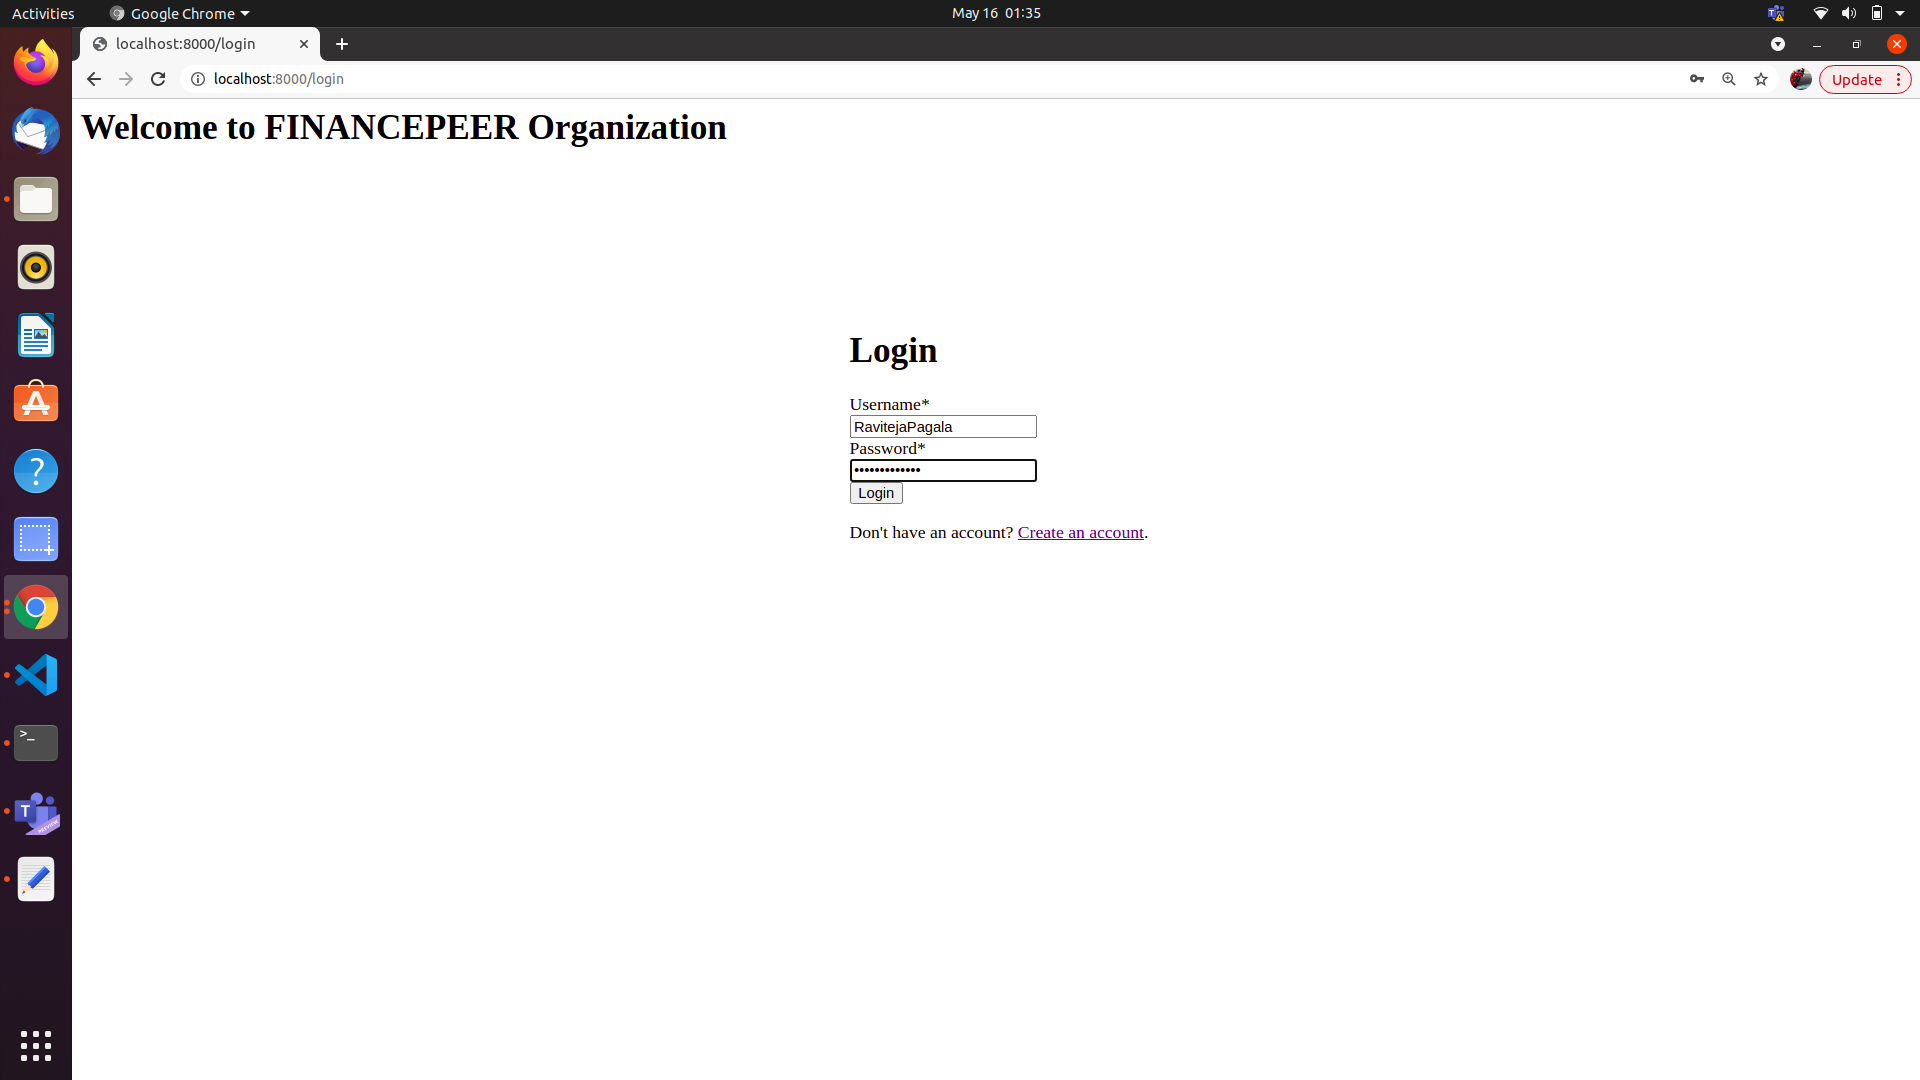 Activities
Google Chrome
May 16 01:35
localhost:8000/login
localhost:8000/login
Update
Welcome to FINANCEPEER Organization
Login
Username*
RavitejaPagala
Password*
•••••••••••••
Login
Don't have an account? Create an account.
>_
T
PREVIEW